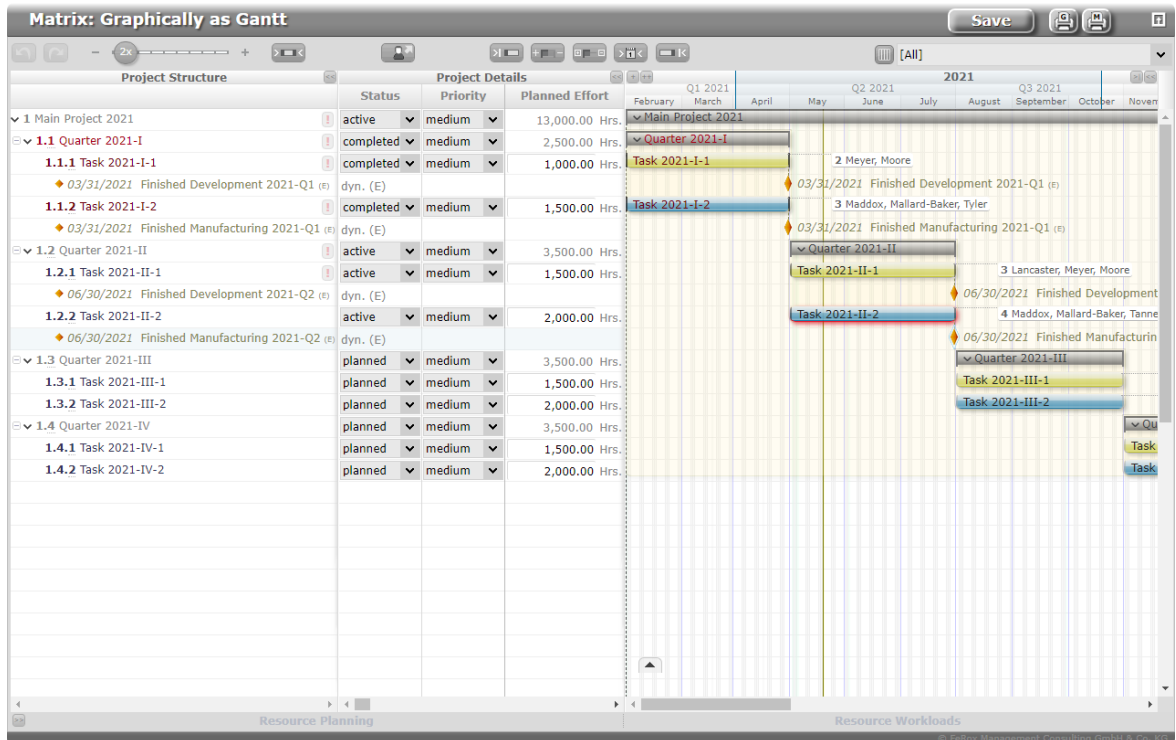 Matrix: Graphically as Gantt
Save G M
2x [All]
Project Structure Project Details 2021
Q1 2021 Q2 2021 Q3 2021
Status Priority Planned Effort
February March April May June July August September October Novem
1 Main Project 2021 ! active medium 13,000.00 Hrs. Main Project 2021
1.1 Quarter 2021-I ! completed medium 2,500.00 Hrs. Quarter 2021-I
1.1.1 Task 2021-I-1 ! completed medium 1,000.00 Hrs. Task 2021-I-1 2 Meyer, Moore
03/31/2021 Finished Development 2021-Q1 (E) dyn. (E) 03/31/2021 Finished Development 2021-Q1 (E)
1.1.2 Task 2021-I-2 ! completed medium 1,500.00 Hrs. Task 2021-I-2 3 Maddox, Mallard-Baker, Tyler
03/31/2021 Finished Manufacturing 2021-Q1 (E) dyn. (E) 03/31/2021 Finished Manufacturing 2021-Q1 (E)
1.2 Quarter 2021-II ! active medium 3,500.00 Hrs. Quarter 2021-II
1.2.1 Task 2021-II-1 ! active medium 1,500.00 Hrs. Task 2021-II-1 3 Lancaster, Meyer, Moore
06/30/2021 Finished Development 2021-Q2 (E) dyn. (E) 06/30/2021 Finished Development
1.2.2 Task 2021-II-2 active medium 2,000.00 Hrs. Task 2021-II-2 4 Maddox, Mallard-Baker, Tanne
06/30/2021 Finished Manufacturing 2021-Q2 (E) dyn. (E) 06/30/2021 Finished Manufacturin
1.3 Quarter 2021-III planned medium 3,500.00 Hrs. Quarter 2021-III
1.3.1 Task 2021-III-1 planned medium 1,500.00 Hrs. Task 2021-III-1
1.3.2 Task 2021-III-2 planned medium 2,000.00 Hrs. Task 2021-III-2
1.4 Quarter 2021-IV planned medium 3,500.00 Hrs. Qu
1.4.1 Task 2021-IV-1 planned medium 1,500.00 Hrs. Task
1.4.2 Task 2021-IV-2 planned medium 2,000.00 Hrs. Task
Resource Planning Resource Workloads
© FeRox Management Consulting GmbH & Co. KG